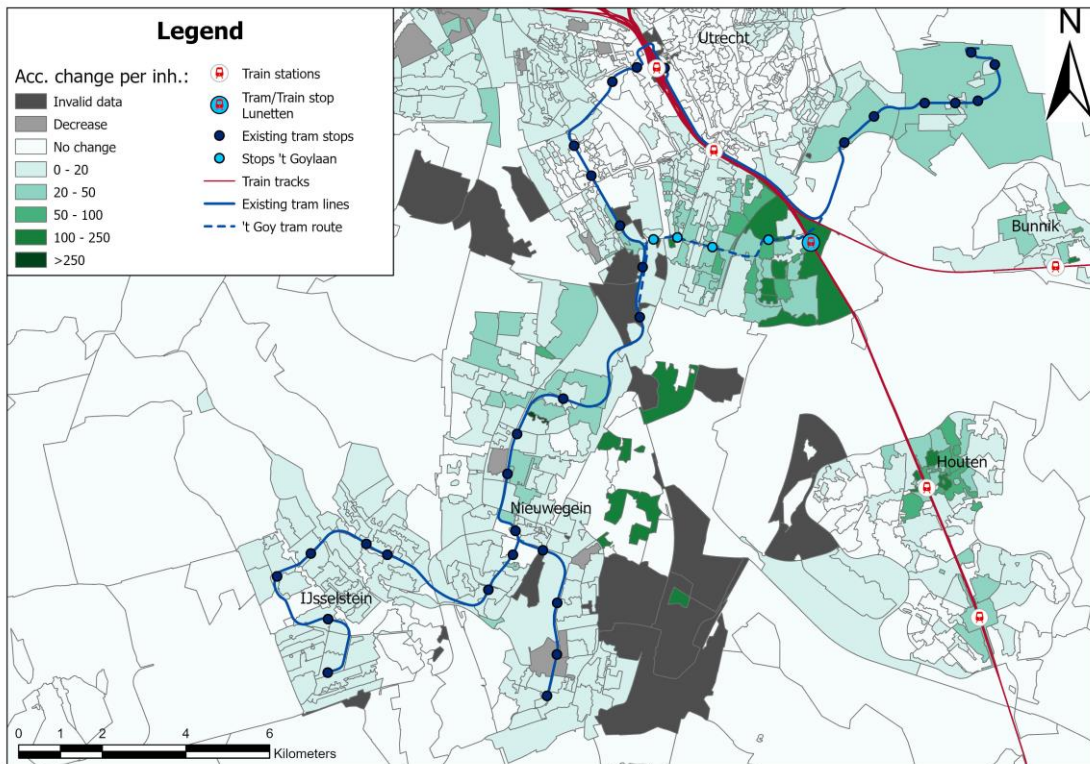 Legend
Acc. change per inh.:
Invalid data
Decrease
No change
0 - 20
20 - 50
50 - 100
100 - 250
>250
Train stations
Tram/Train stop
Lunetten
Existing tram stops
Stops 't Goylaan
Train tracks
Existing tram lines
't Goy tram route
Utrecht
N
Bunnik
Houten
Nieuwegein
IJsselstein
0 1 2 4 6
Kilometers